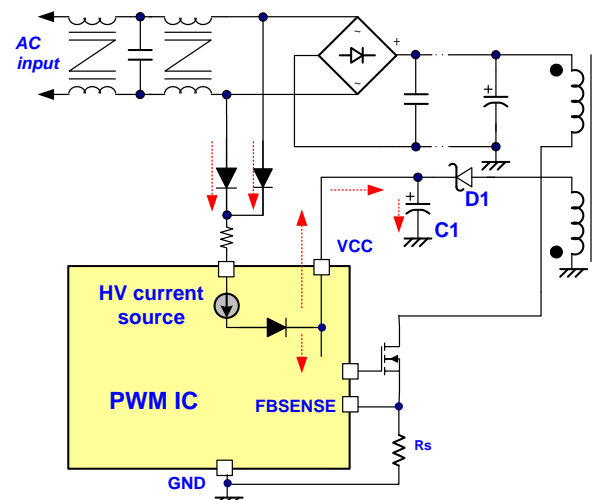 AC
input
~
+
~
+
+
D1
C1
VCC
HV current
source
PWM IC
FBSENSE
Rs
GND